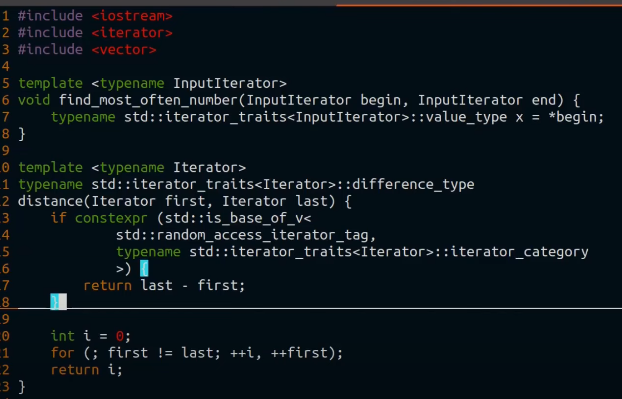 1 #include <iostream>
2 #include <iterator>
3 #include <vector>
4
5 template <typename InputIterator>
6 void find_most_often_number(InputIterator begin, InputIterator end) {
7     typename std::iterator_traits<InputIterator>::value_type x = *begin;
8 }
9
0 template <typename Iterator>
1 typename std::iterator_traits<Iterator>::difference_type
2 distance(Iterator first, Iterator last) {
3     if constexpr (std::is_base_of_v<
4             std::random_access_iterator_tag,
5             typename std::iterator_traits<Iterator>::iterator_category
6             >) {
7         return last - first;
8     }
9
0     int i = 0;
1     for (; first != last; ++i, ++first);
2     return i;
3 }